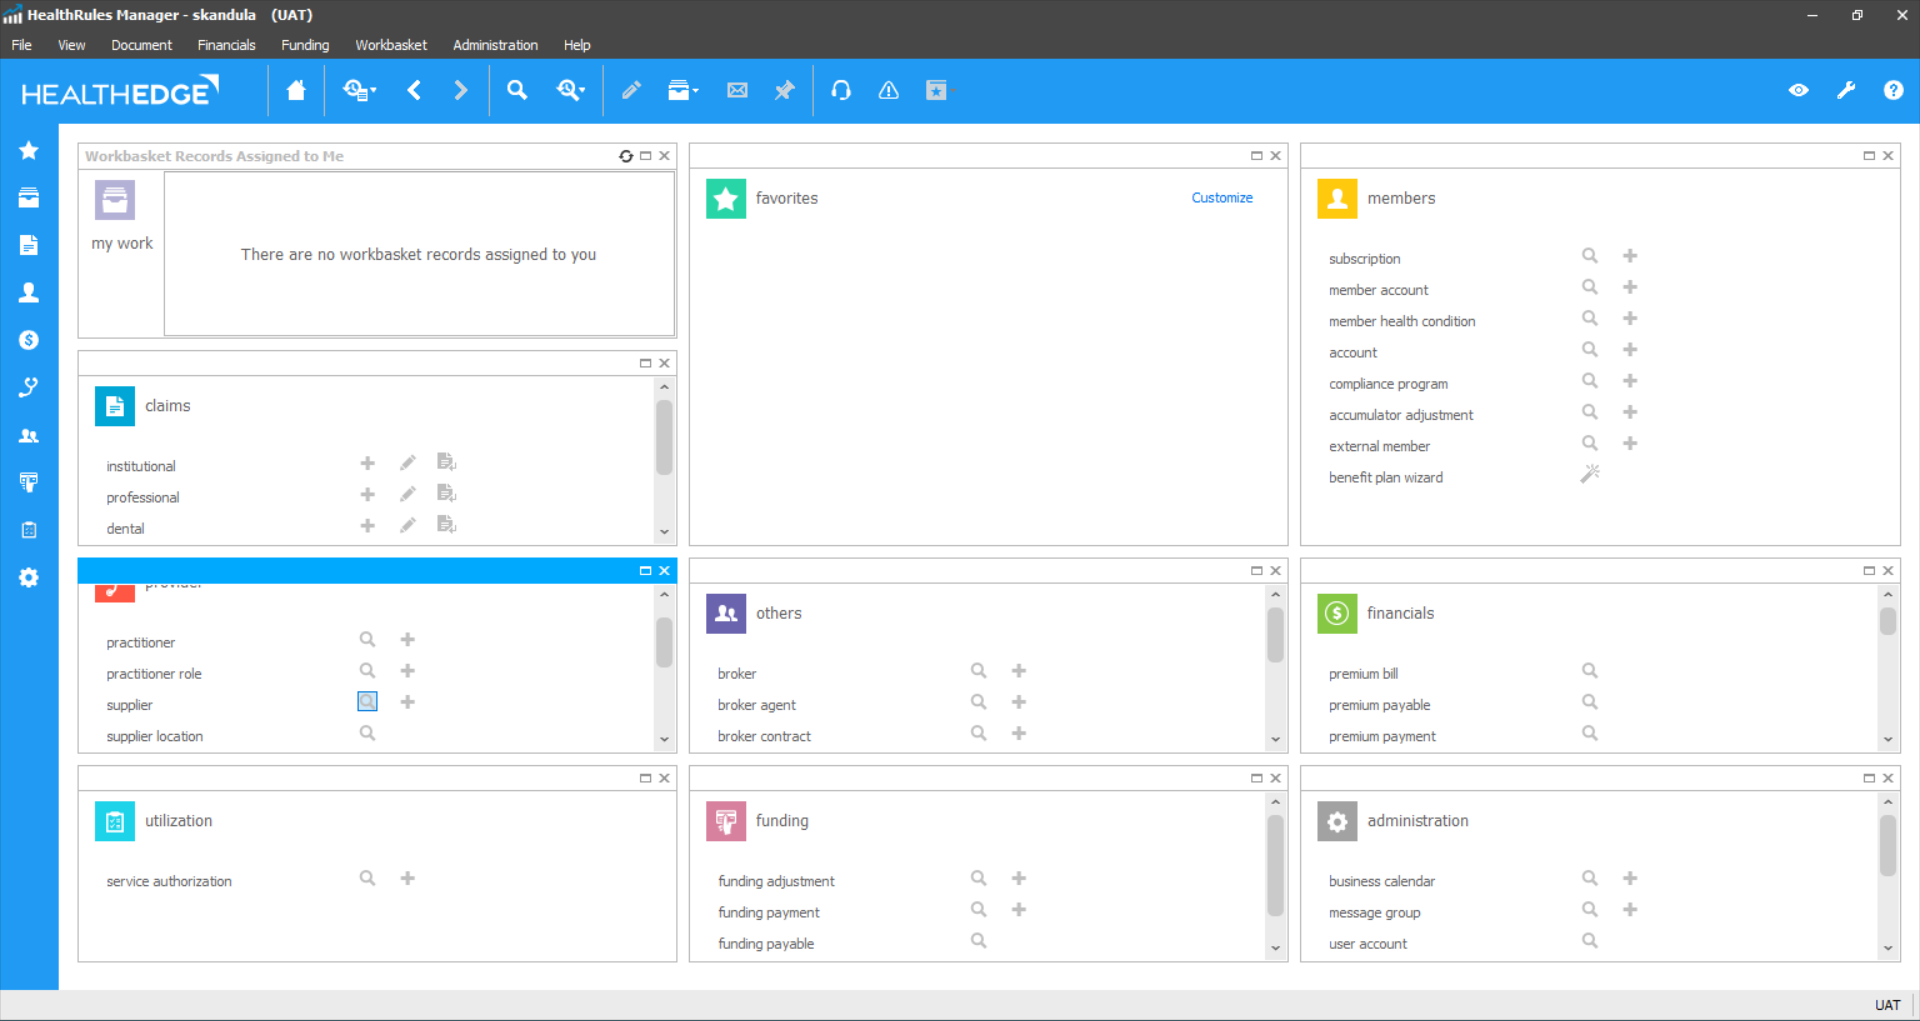 HealthRules Manager - skandula (UAT)
File View Document Financials Funding Workbasket Administration Help
HEALTHEDGE
Workbasket Records Assigned to Me
my work
There are no workbasket records assigned to you
favorites
Customize
members
subscription
member account
member health condition
account
compliance program
accumulator adjustment
external member
benefit plan wizard
claims
institutional
professional
dental
provider
practitioner
practitioner role
supplier
supplier location
others
broker
broker agent
broker contract
financials
premium bill
premium payable
premium payment
utilization
service authorization
funding
funding adjustment
funding payment
funding payable
administration
business calendar
message group
user account
UAT